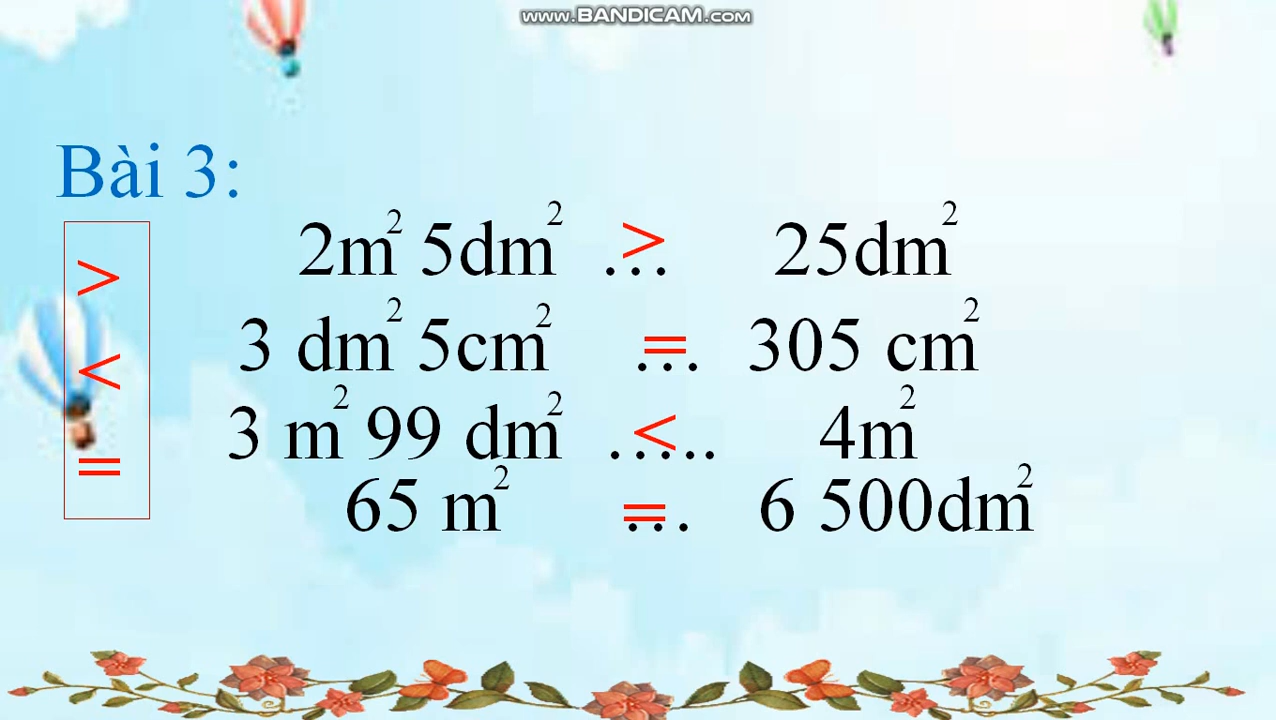 www.BANDICAM.com
Bài 3:
>
<
=
2m² 5dm² …> 25dm²
3 dm² 5cm² …= 305 cm²
3 m² 99 dm² …..< 4m²
65 m² …= 6 500dm²